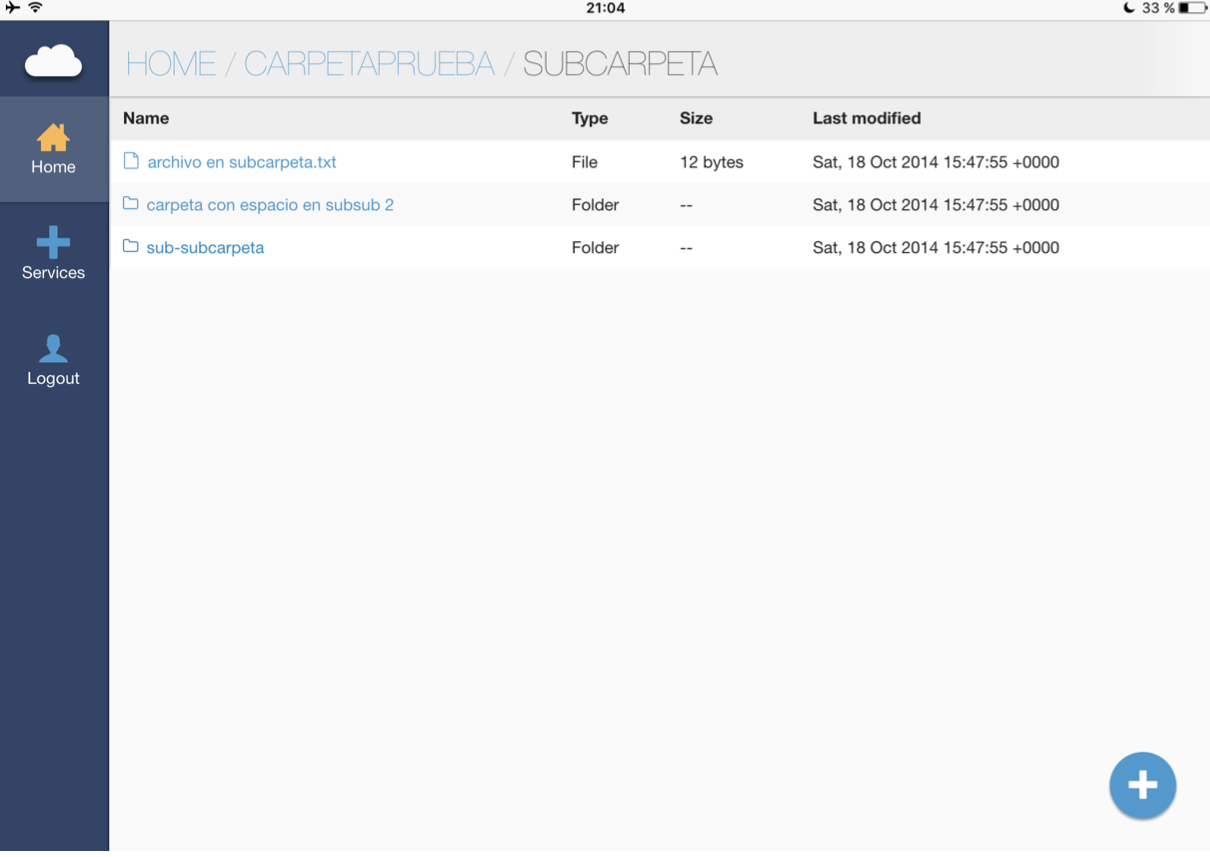 21:04 33 %
HOME / CARPETAPRUEBA / SUBCARPETA
Name Type Size Last modified
archivo en subcarpeta.txt File 12 bytes Sat, 18 Oct 2014 15:47:55 +0000
carpeta con espacio en subsub 2 Folder -- Sat, 18 Oct 2014 15:47:55 +0000
sub-subcarpeta Folder -- Sat, 18 Oct 2014 15:47:55 +0000
Home
Services
Logout